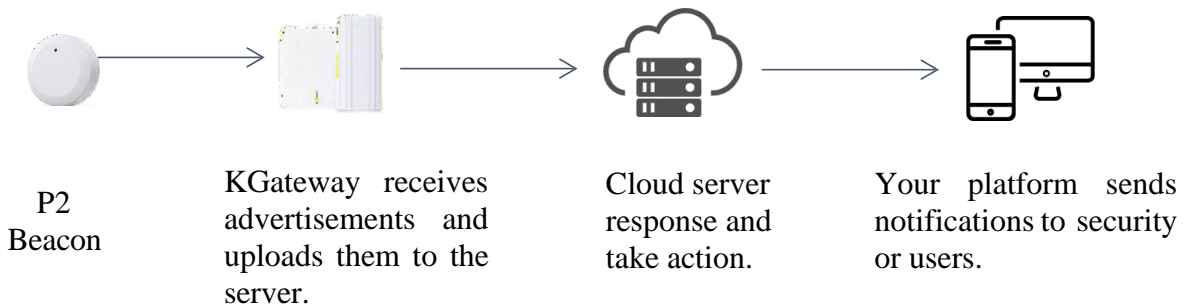 P2
Beacon
KGateway receives
advertisements and
uploads them to the
server.
Cloud server
response and
take action.
Your platform sends
notifications to security
or users.